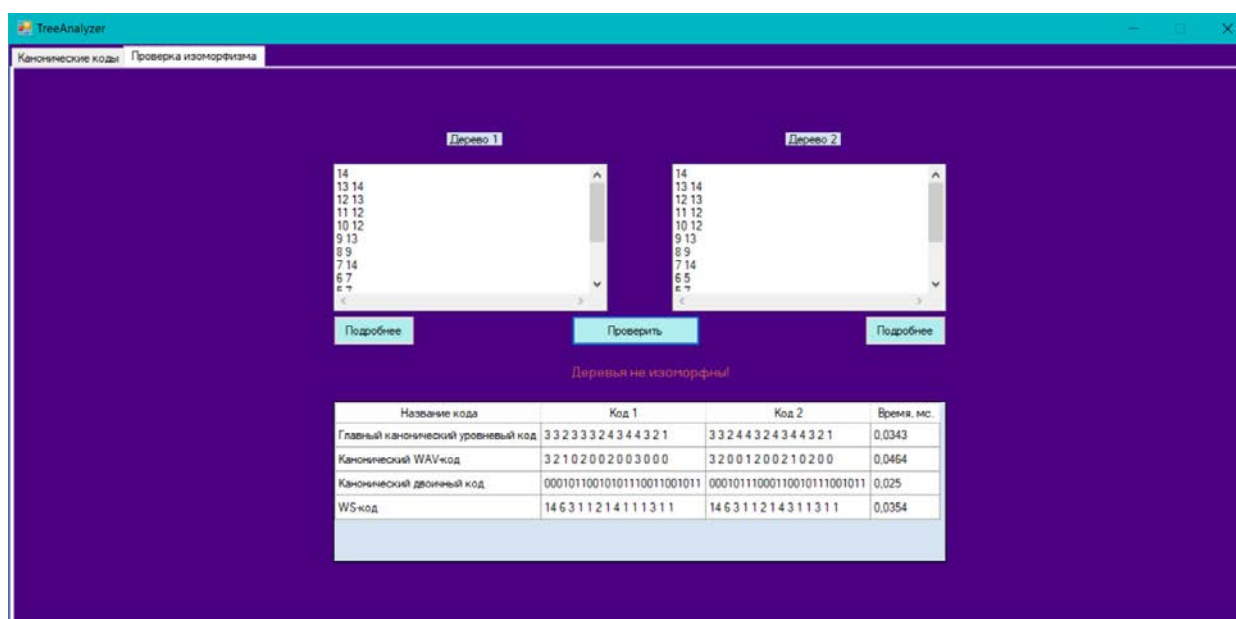 TreeAnalyzer
Канонические коды Проверка изоморфизма
Дерево 1 Дерево 2
14 14
13 14 13 14
12 13 12 13
11 12 11 12
10 12 10 12
9 13 9 13
8 9 8 9
7 14 7 14
6 7 6 5
Подробнее Проверить Подробнее
Деревья не изоморфны!
Название кода Код 1 Код 2 Время, мс.
Главный канонический уровневый код 3 3 2 3 3 3 2 4 3 4 4 3 2 1 3 3 2 4 4 3 2 4 3 4 4 3 2 1 0,0343
Канонический WAV-код 3 2 1 0 2 0 0 2 0 0 3 0 0 0 3 2 0 0 1 2 0 0 2 1 0 2 0 0 0,0464
Канонический двоичный код 00010110010101110011001011 00010111000110010111001011 0,025
WS-код 14 6 3 1 1 2 1 4 1 1 1 3 1 1 14 6 3 1 1 2 1 4 3 1 1 3 1 1 0,0354